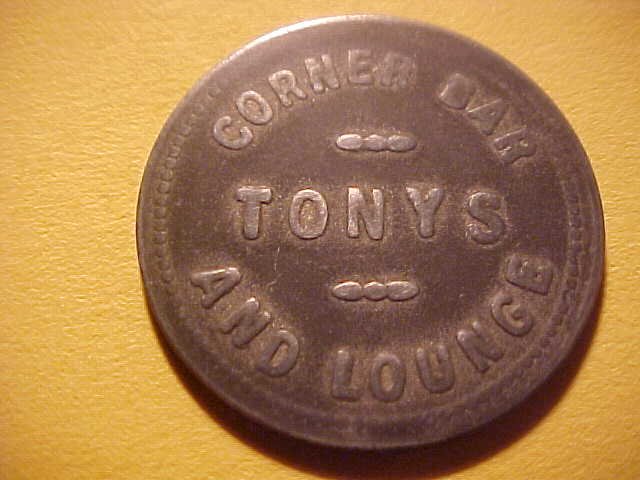 CORNER BAR
TONYS
AND LOUNGE